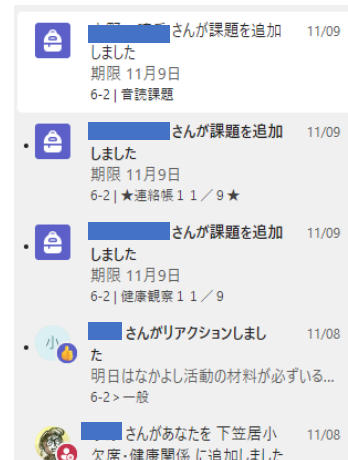 さんが課題を追加 11/09
しました
期限 11月9日
6-2 | 音読課題
さんが課題を追加 11/09
しました
期限 11月9日
6-2 | ★連絡帳１１／９★
さんが課題を追加 11/09
しました
期限 11月9日
6-2 | 健康観察１１／９
小 さんがリアクションしまし 11/08
た
明日はなかよし活動の材料が必ずいる...
6-2 > 一般
さんがあなたを 下笠居小 11/08
欠席・健康関係 に追加しました